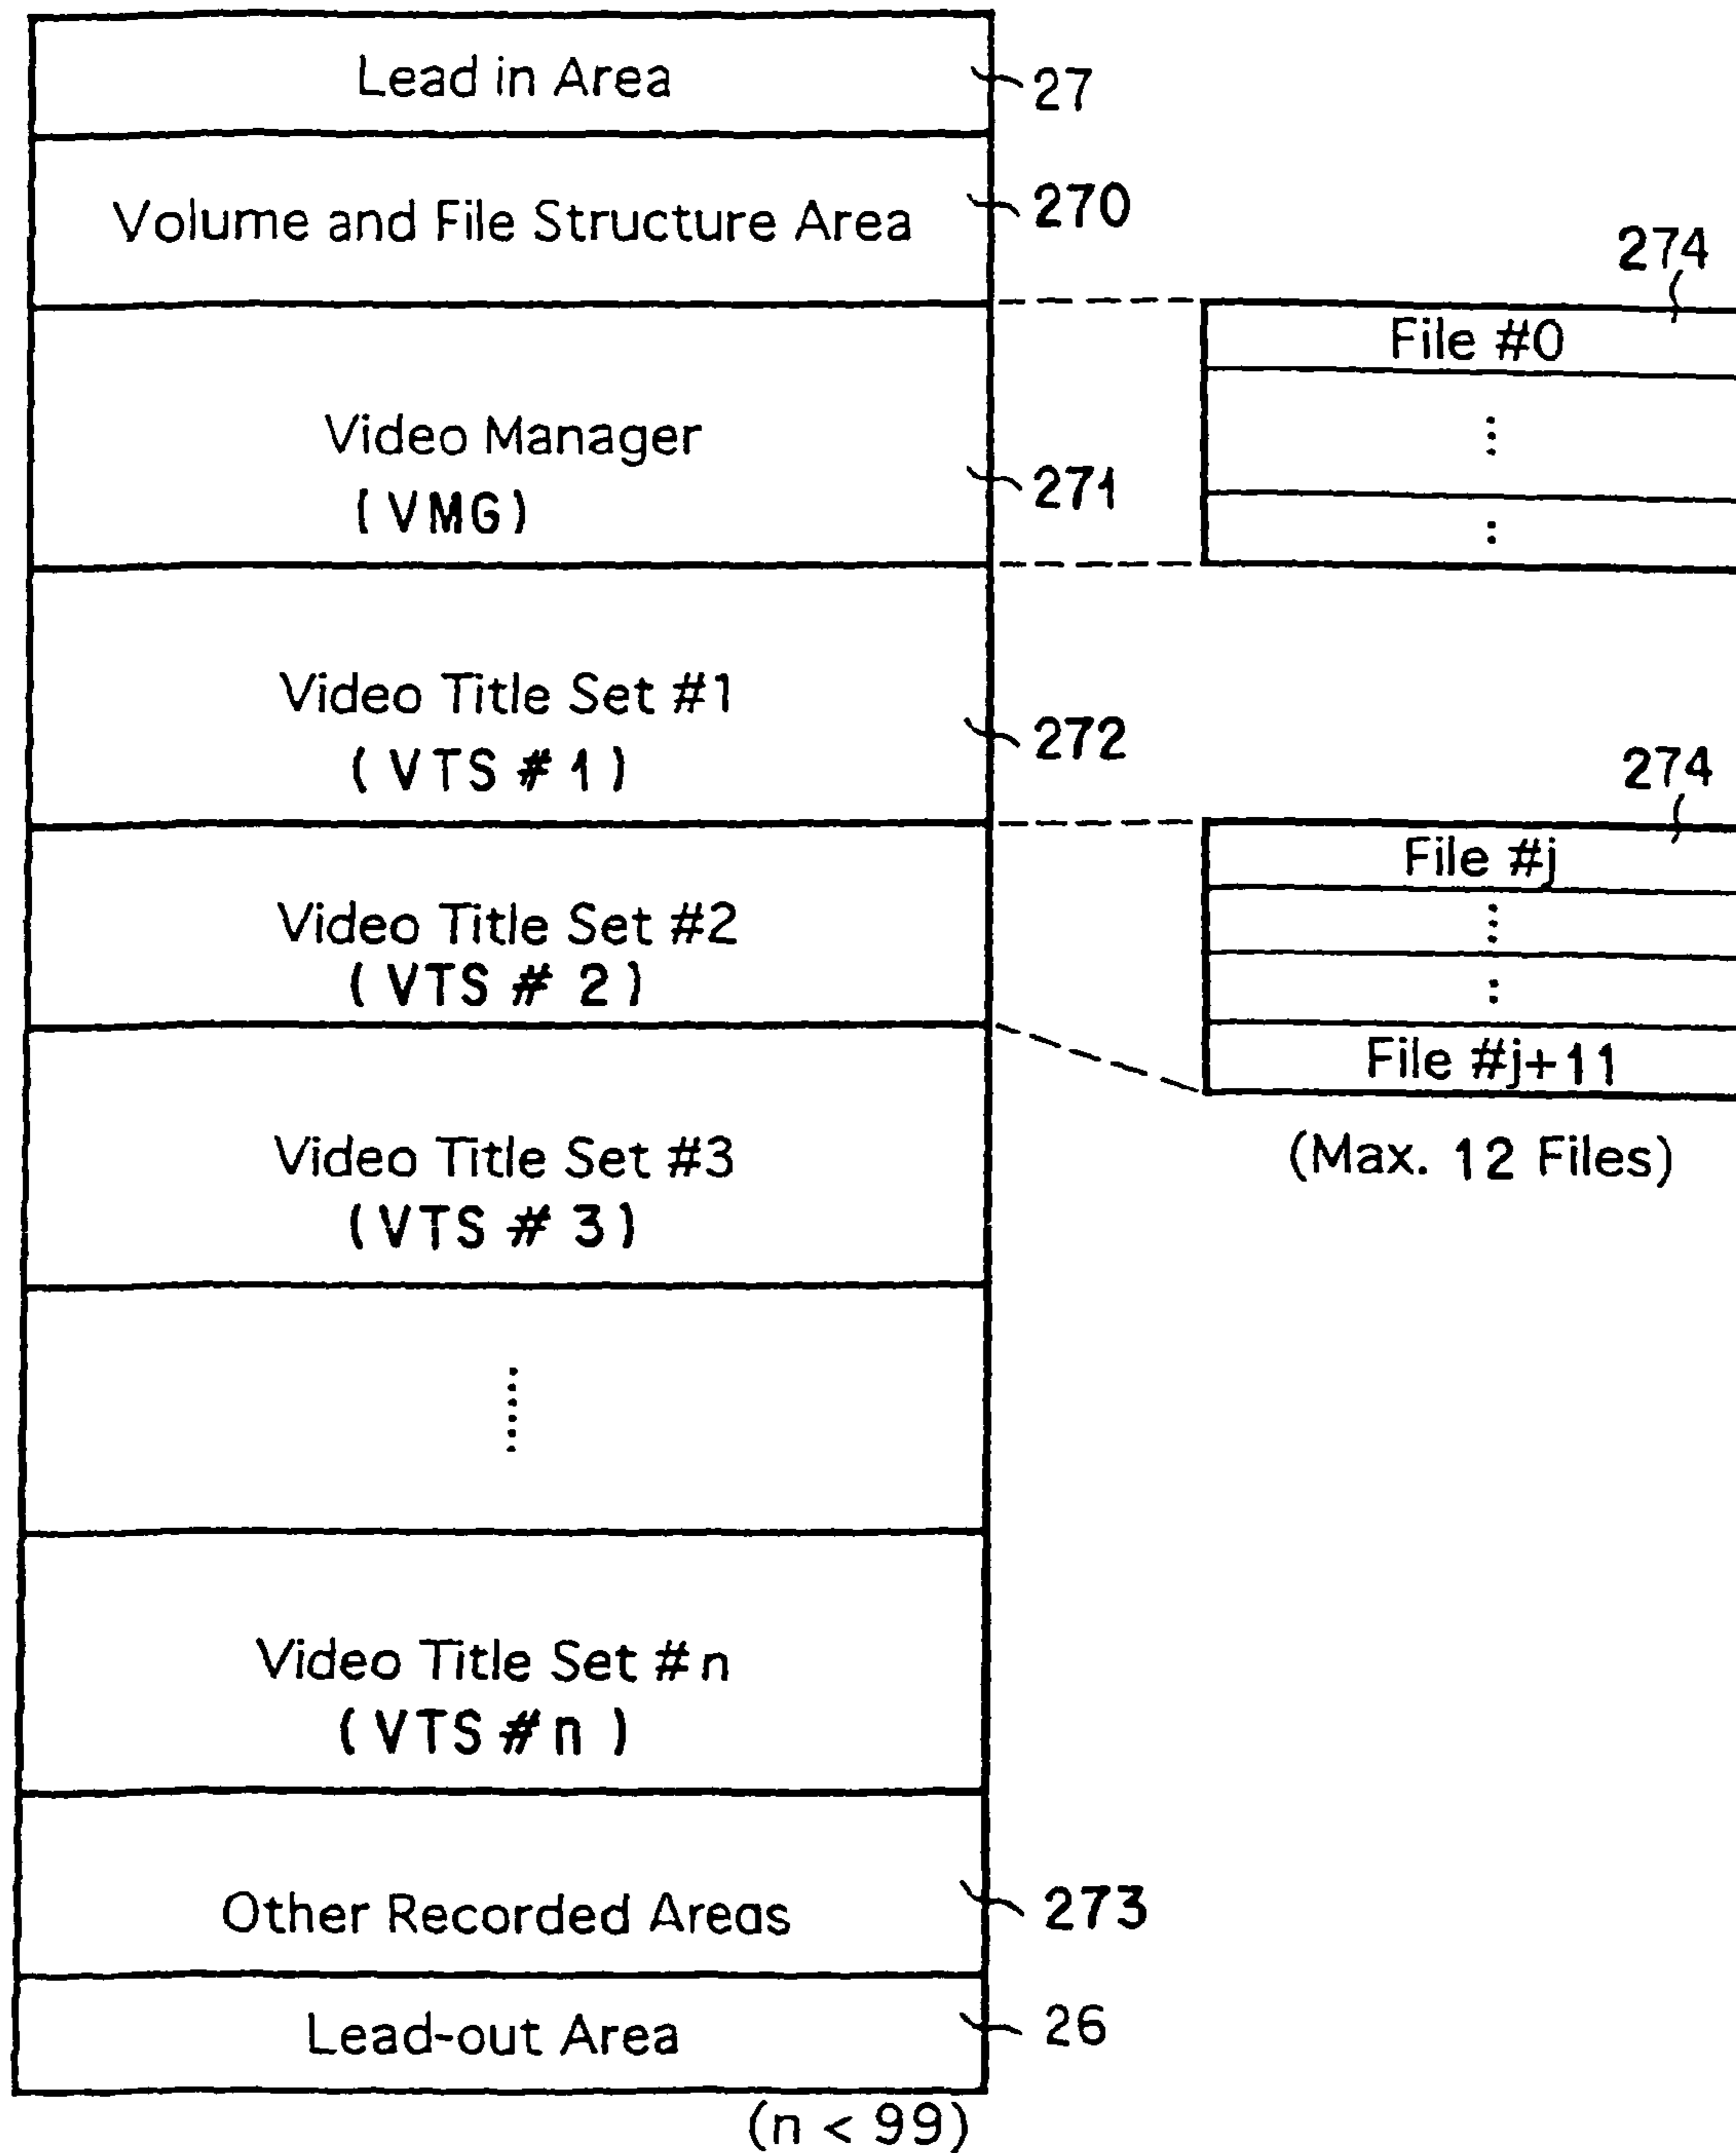 Lead in Area
27
Volume and File Structure Area
270
274
File #0
Video Manager
(VMG)
271
Video Title Set #1
(VTS #1)
272
274
File #j
Video Title Set #2
(VTS # 2)
File #j+11
(Max. 12 Files)
Video Title Set #3
(VTS # 3)
Video Title Set #n
(VTS #n)
Other Recorded Areas
273
Lead-out Area
26
(n < 99)